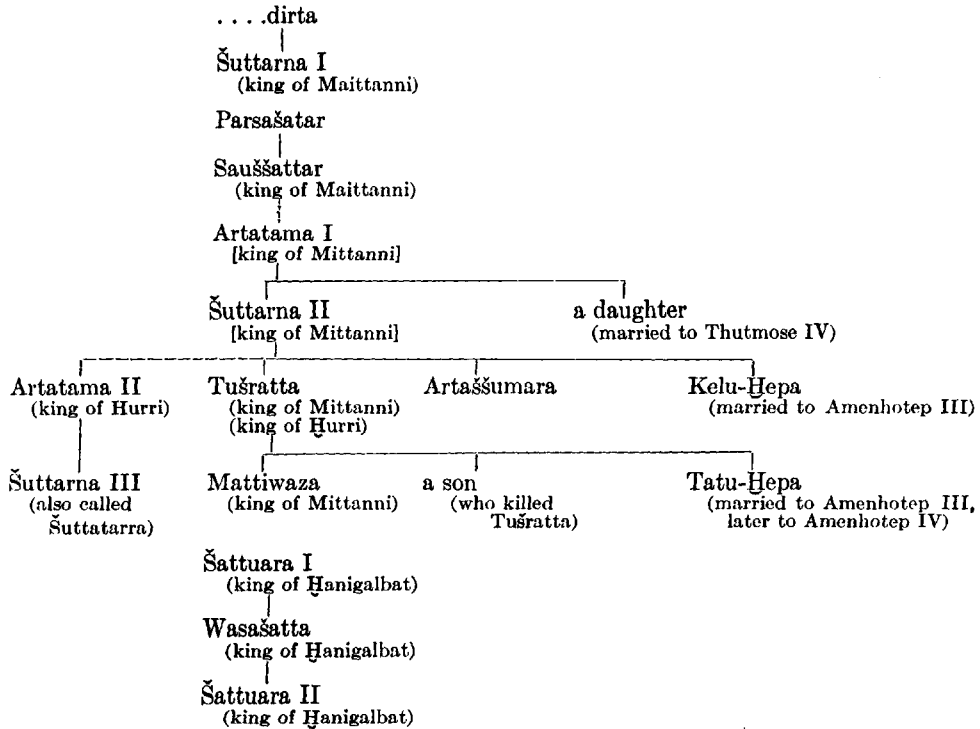 . . . .dirta
Šuttarna I
(king of Maittanni)
Parsašatar
Sauššattar
(king of Maittanni)
Artatama I
[king of Mittanni]
Šuttarna II a daughter
[king of Mittanni] (married to Thutmose IV)
Artatama II Tušratta Artaššumara Kelu-Ḫepa
(king of Hurri) (king of Mittanni) (married to Amenhotep III)
(king of Ḫurri)
Šuttarna III Mattiwaza a son Tatu-Ḫepa
(also called (king of Mittanni) (who killed (married to Amenhotep III,
Šuttatarra) Tušratta) later to Amenhotep IV)
Šattuara I
(king of Ḫanigalbat)
Wasašatta
(king of Ḫanigalbat)
Šattuara II
(king of Ḫanigalbat)